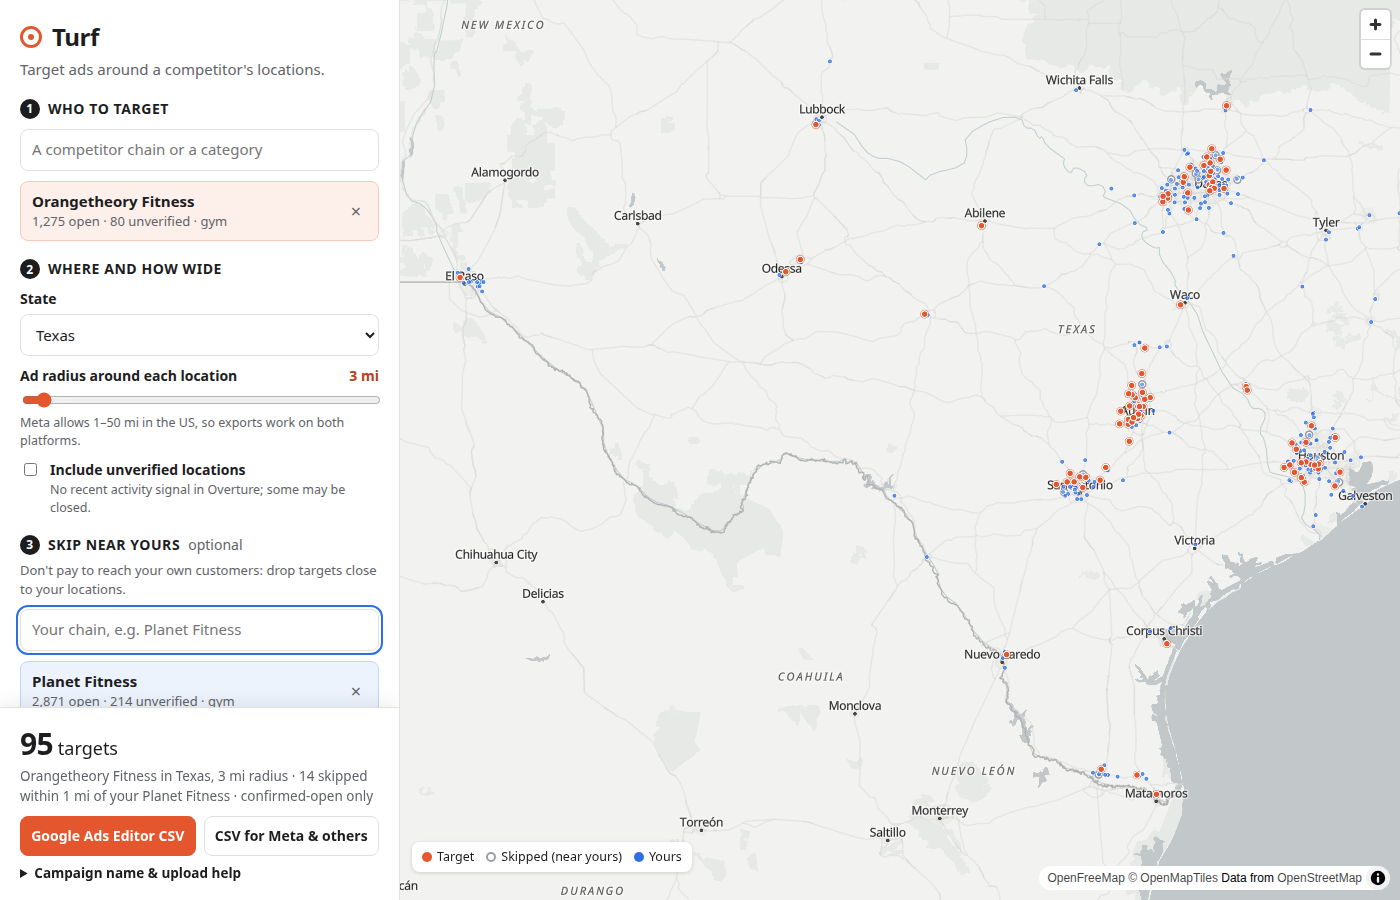 Turf
Target ads around a competitor's locations.
1 WHO TO TARGET
A competitor chain or a category
Orangetheory Fitness
1,275 open · 80 unverified · gym
×
2 WHERE AND HOW WIDE
State
Texas
Ad radius around each location 3 mi
Meta allows 1–50 mi in the US, so exports work on both
platforms.
Include unverified locations
No recent activity signal in Overture; some may be
closed.
3 SKIP NEAR YOURS optional
Don't pay to reach your own customers: drop targets close
to your locations.
Your chain, e.g. Planet Fitness
Planet Fitness
2,871 open · 214 unverified · gym
×
95 targets
Orangetheory Fitness in Texas, 3 mi radius · 14 skipped
within 1 mi of your Planet Fitness · confirmed-open only
Google Ads Editor CSV
CSV for Meta & others
Campaign name & upload help
NEW MEXICO
Wichita Falls
Lubbock
Alamogordo
Carlsbad
Abilene
Tyler
El Paso
Odessa
Waco
TEXAS
Austin
Houston
San Antonio
Galveston
Victoria
Chihuahua City
Delicias
Corpus Christi
Nuevo Laredo
COAHUILA
Monclova
NUEVO LEÓN
Matamoros
Monterrey
Torreón
Saltillo
DURANGO
cán
Target
Skipped (near yours)
Yours
+
−
OpenFreeMap © OpenMapTiles Data from OpenStreetMap